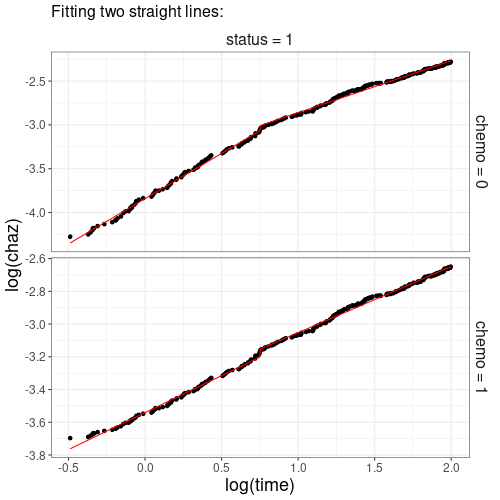 Fitting two straight lines:
status = 1
-2.5
-3.0
-3.5
-4.0
chemo = 0
log(chaz)
-2.6
-2.8
-3.0
-3.2
-3.4
-3.6
-3.8
chemo = 1
-0.5 0.0 0.5 1.0 1.5 2.0
log(time)